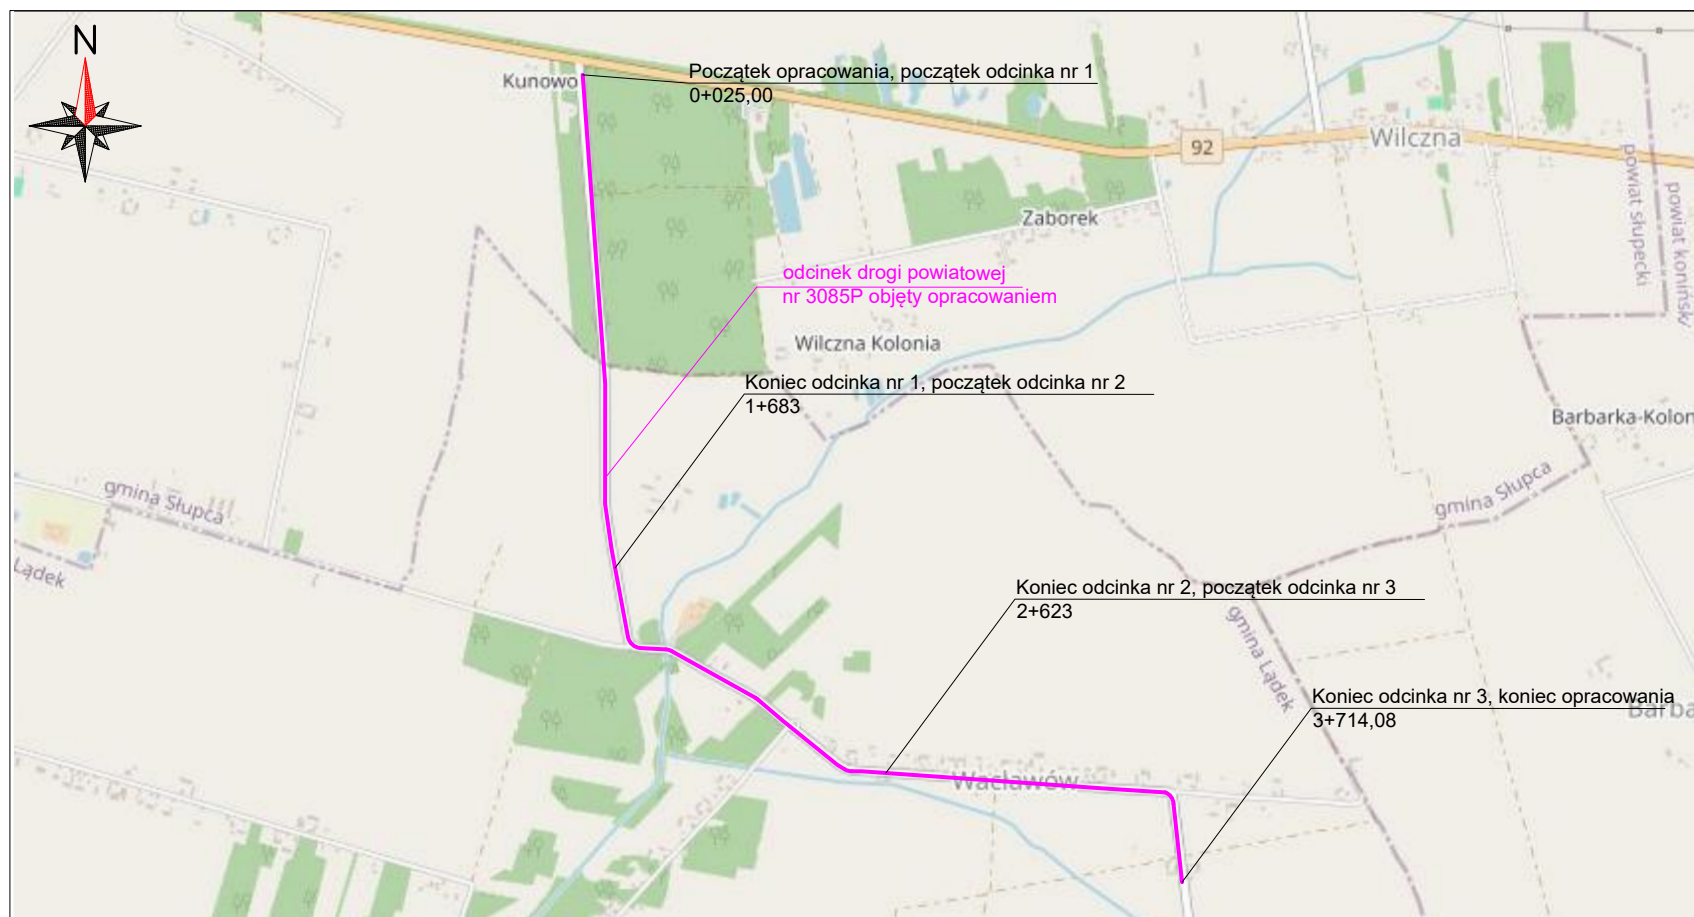 N
Kunowo
Początek opracowania, początek odcinka nr 1
0+025,00
92
Wilczna
powiat słupecki
powiat koniński
Zaborek
odcinek drogi powiatowej
nr 3085P objęty opracowaniem
Wilczna Kolonia
Koniec odcinka nr 1, początek odcinka nr 2
1+683
Barbarka-Kolon
gmina Słupca
gmina Słupca
Lądek
Koniec odcinka nr 2, początek odcinka nr 3
2+623
gmina Lądek
Koniec odcinka nr 3, koniec opracowania
3+714,08
Barba
Wacławów